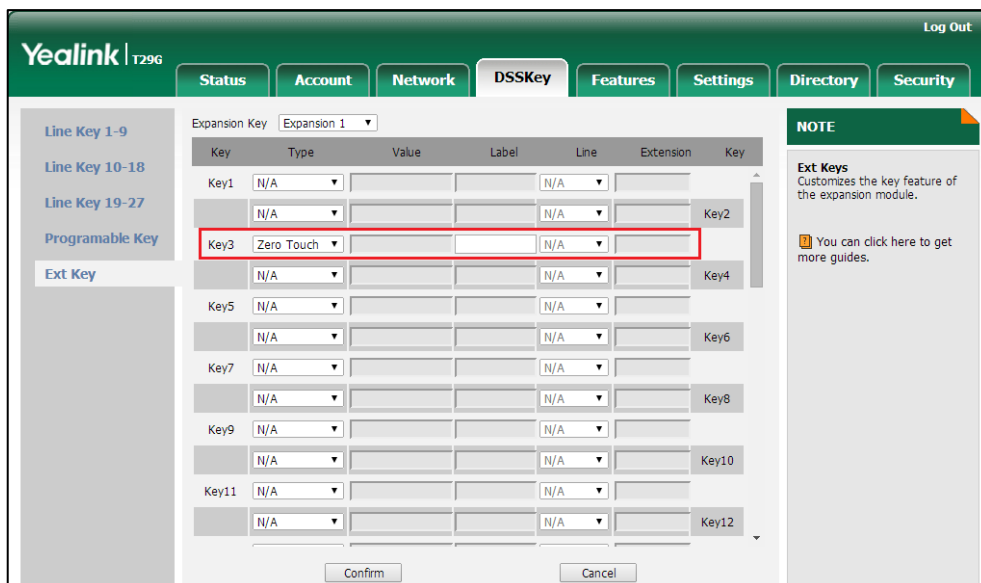 Log Out
Yealink | T29G
Status Account Network DSSKey Features Settings Directory Security
Line Key 1-9
Line Key 10-18
Line Key 19-27
Programable Key
Ext Key
Expansion Key Expansion 1
Key Type Value Label Line Extension Key
Key1 N/A N/A
N/A N/A Key2
Key3 Zero Touch N/A
N/A N/A Key4
Key5 N/A N/A
N/A N/A Key6
Key7 N/A N/A
N/A N/A Key8
Key9 N/A N/A
N/A N/A Key10
Key11 N/A N/A
N/A N/A Key12
Confirm Cancel
NOTE
Ext Keys
Customizes the key feature of
the expansion module.
You can click here to get
more guides.